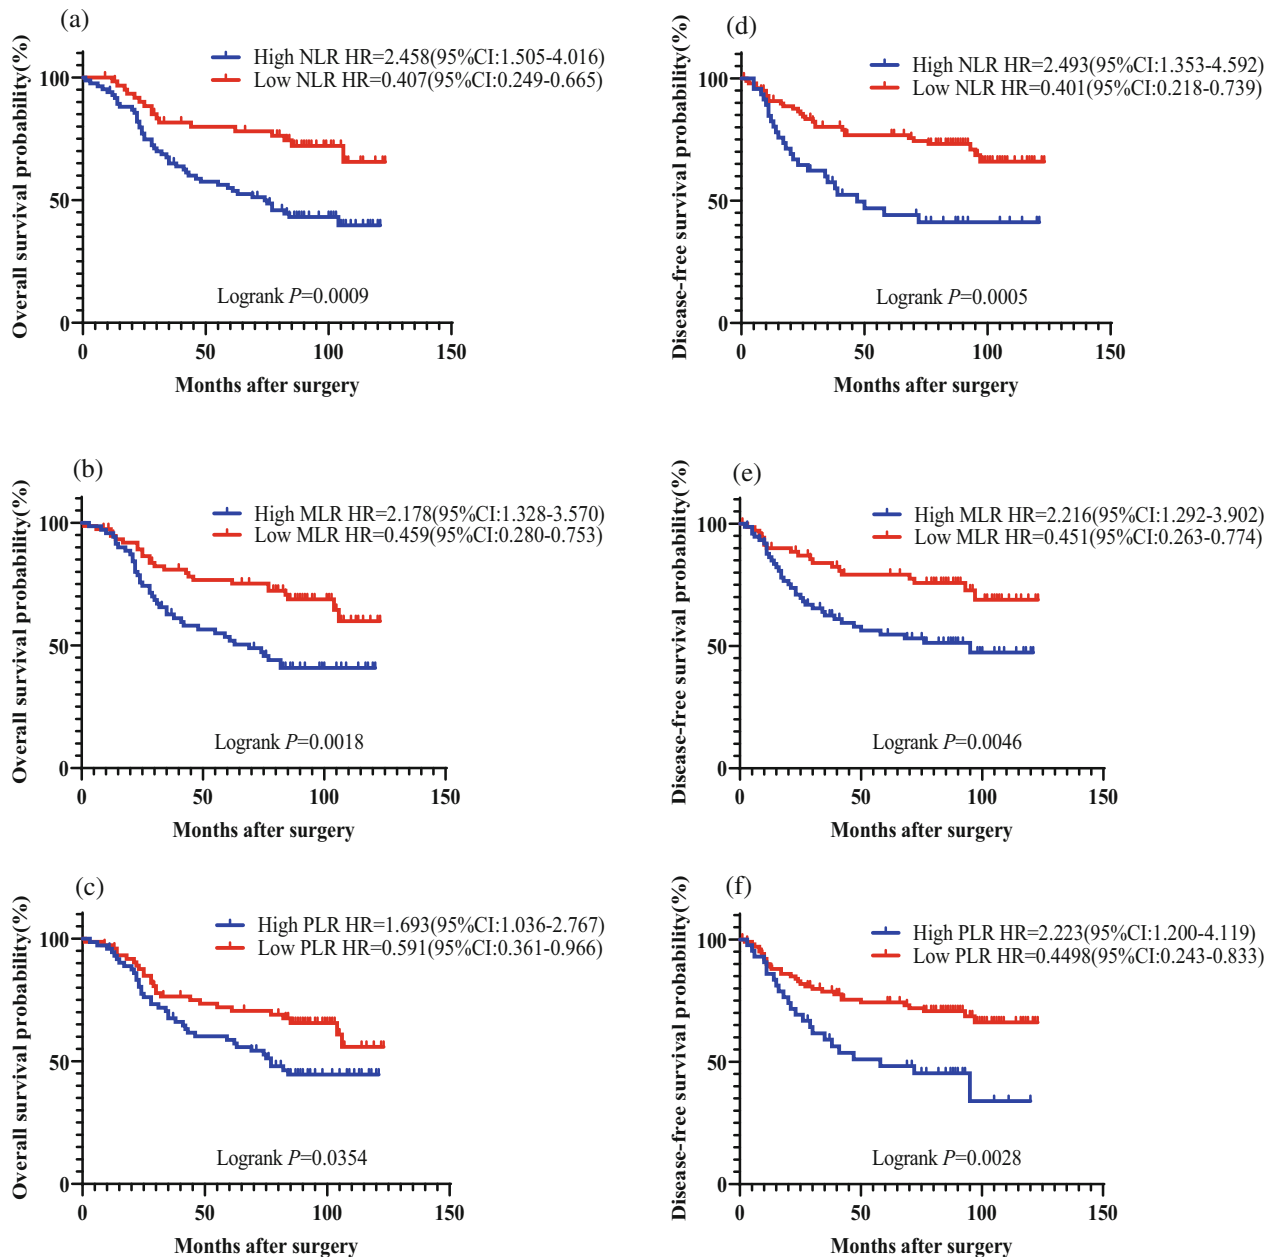 (a)
High NLR HR=2.458(95%CI:1.505-4.016)
Low NLR HR=0.407(95%CI:0.249-0.665)
Overall survival probability(%)
100
50
0
Logrank P=0.0009
0 50 100 150
Months after surgery
(d)
High NLR HR=2.493(95%CI:1.353-4.592)
Low NLR HR=0.401(95%CI:0.218-0.739)
Disease-free survival probability(%)
100
50
0
Logrank P=0.0005
0 50 100 150
Months after surgery
(b)
High MLR HR=2.178(95%CI:1.328-3.570)
Low MLR HR=0.459(95%CI:0.280-0.753)
Overall survival probability(%)
100
50
0
Logrank P=0.0018
0 50 100 150
Months after surgery
(e)
High MLR HR=2.216(95%CI:1.292-3.902)
Low MLR HR=0.451(95%CI:0.263-0.774)
Disease-free survival probability(%)
100
50
0
Logrank P=0.0046
0 50 100 150
Months after surgery
(c)
High PLR HR=1.693(95%CI:1.036-2.767)
Low PLR HR=0.591(95%CI:0.361-0.966)
Overall survival probability(%)
100
50
0
Logrank P=0.0354
0 50 100 150
Months after surgery
(f)
High PLR HR=2.223(95%CI:1.200-4.119)
Low PLR HR=0.4498(95%CI:0.243-0.833)
Disease-free survival probability(%)
100
50
0
Logrank P=0.0028
0 50 100 150
Months after surgery